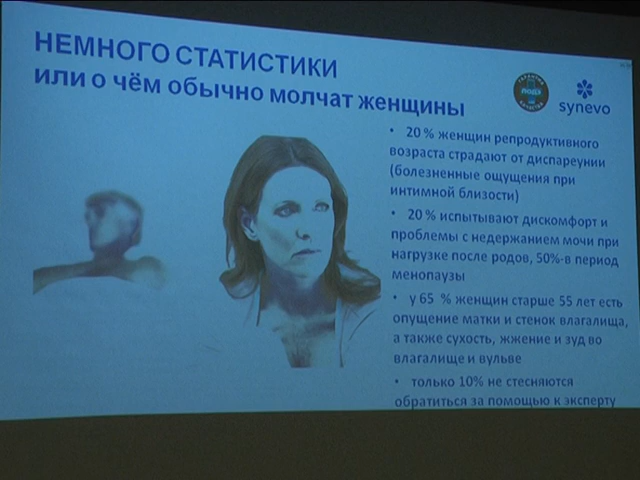 НЕМНОГО СТАТИСТИКИ
или о чём обычно молчат женщины
synevo
• 20 % женщин репродуктивного
возраста страдают от диспареунии
(болезненные ощущения при
интимной близости)
• 20 % испытывают дискомфорт и
проблемы с недержанием мочи при
нагрузке после родов, 50%-в период
менопаузы
• у 65 % женщин старше 55 лет есть
опущение матки и стенок влагалища,
а также сухость, жжение и зуд во
влагалище и вульве
• только 10% не стесняются
обратиться за помощью к эксперту